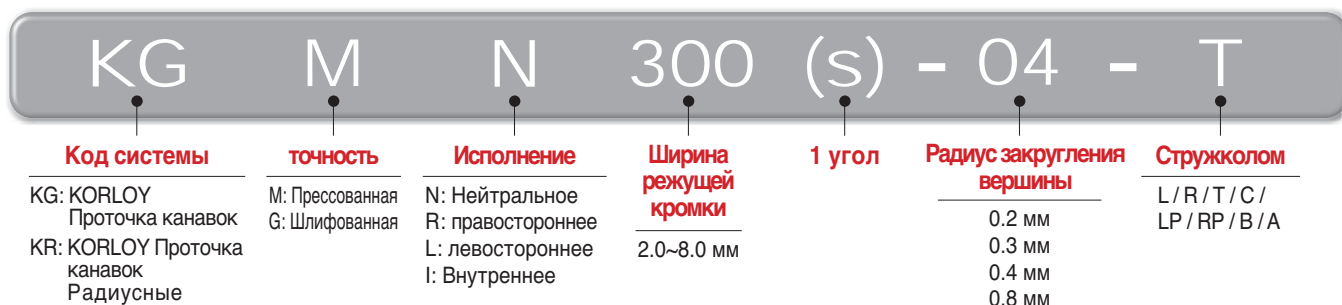 KG M N 300 (s) - 04 - T
Код системы
KG: KORLOY
Проточка канавок
KR: KORLOY Проточка
канавок
Радиусные
точность
M: Прессованная
G: Шлифованная
Исполнение
N: Нейтральное
R: правостороннее
L: левостороннее
I: Внутреннее
Ширина
режущей
кромки
2.0~8.0 мм
1 угол
Радиус закругления
вершины
0.2 мм
0.3 мм
0.4 мм
0.8 мм
Стружколом
L / R / T / C /
LP / RP / B / A